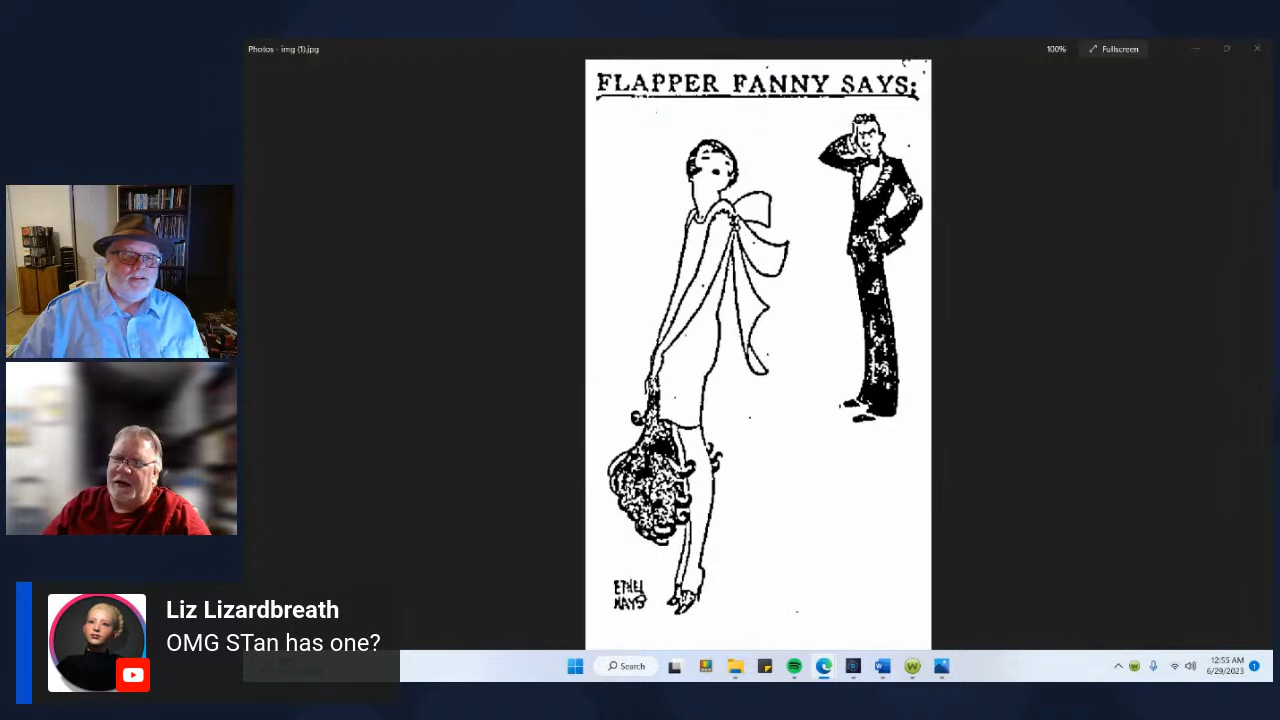 Photos - img (1).jpg
100%
Fullscreen
FLAPPER FANNY SAYS:
ETHEL
HAYS
Liz Lizardbreath
OMG STan has one?
Search
12:55 AM
6/29/2023
1